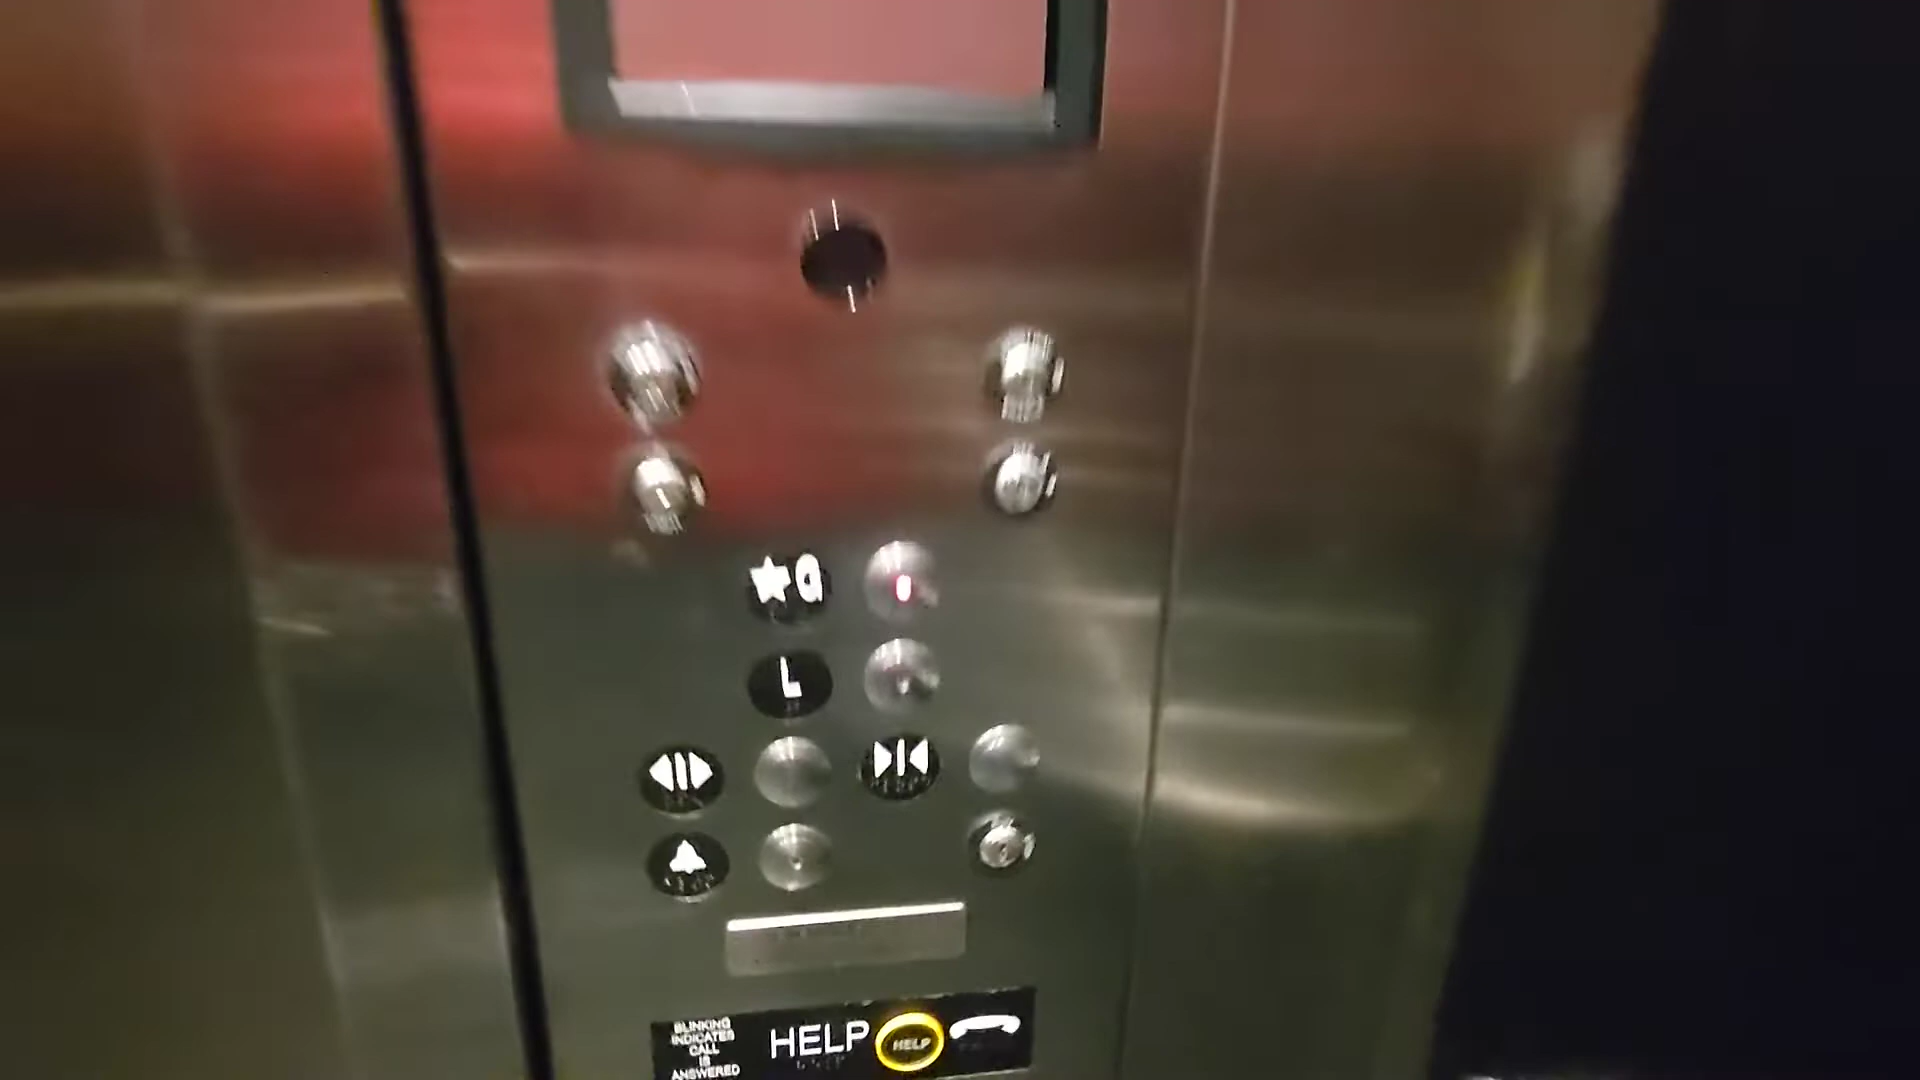 ★G
L
BLINKING
INDICATES
CALL
IS
ANSWERED
HELP
HELP